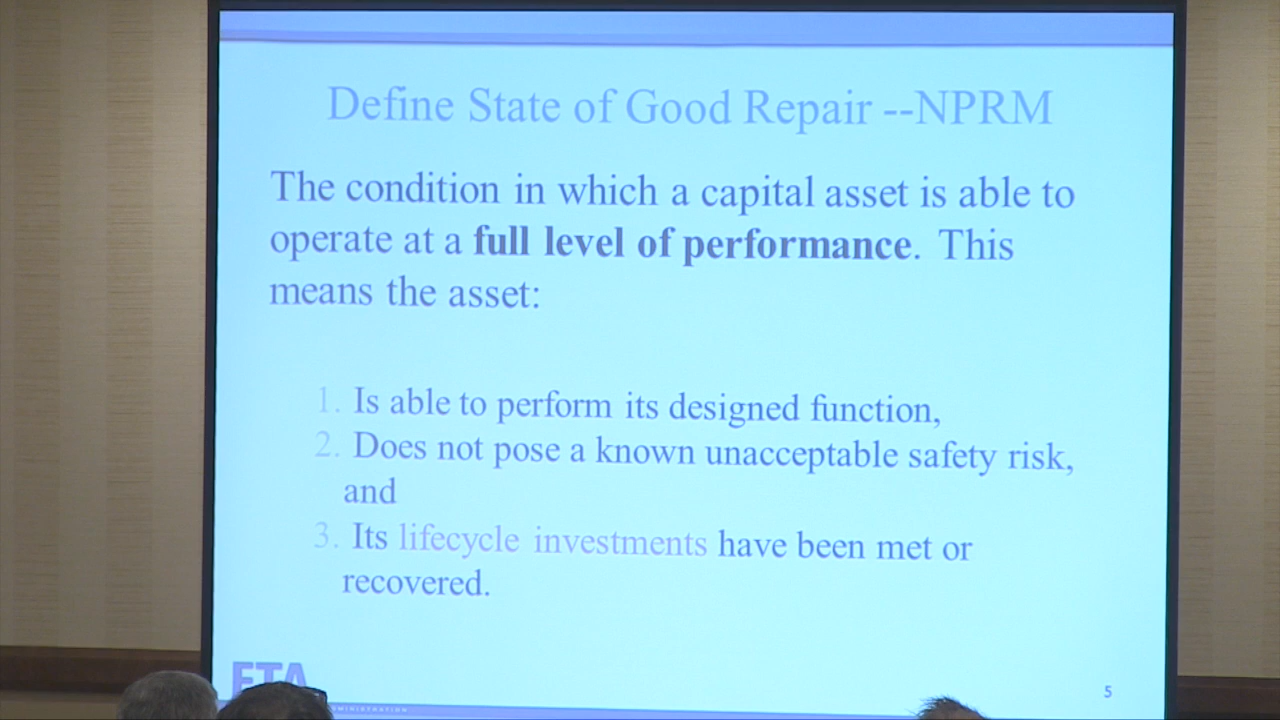 Define State of Good Repair --NPRM
The condition in which a capital asset is able to
operate at a full level of performance. This
means the asset:
1. Is able to perform its designed function,
2. Does not pose a known unacceptable safety risk,
and
3. Its lifecycle investments have been met or
recovered.
FTA
MINISTRATION
5